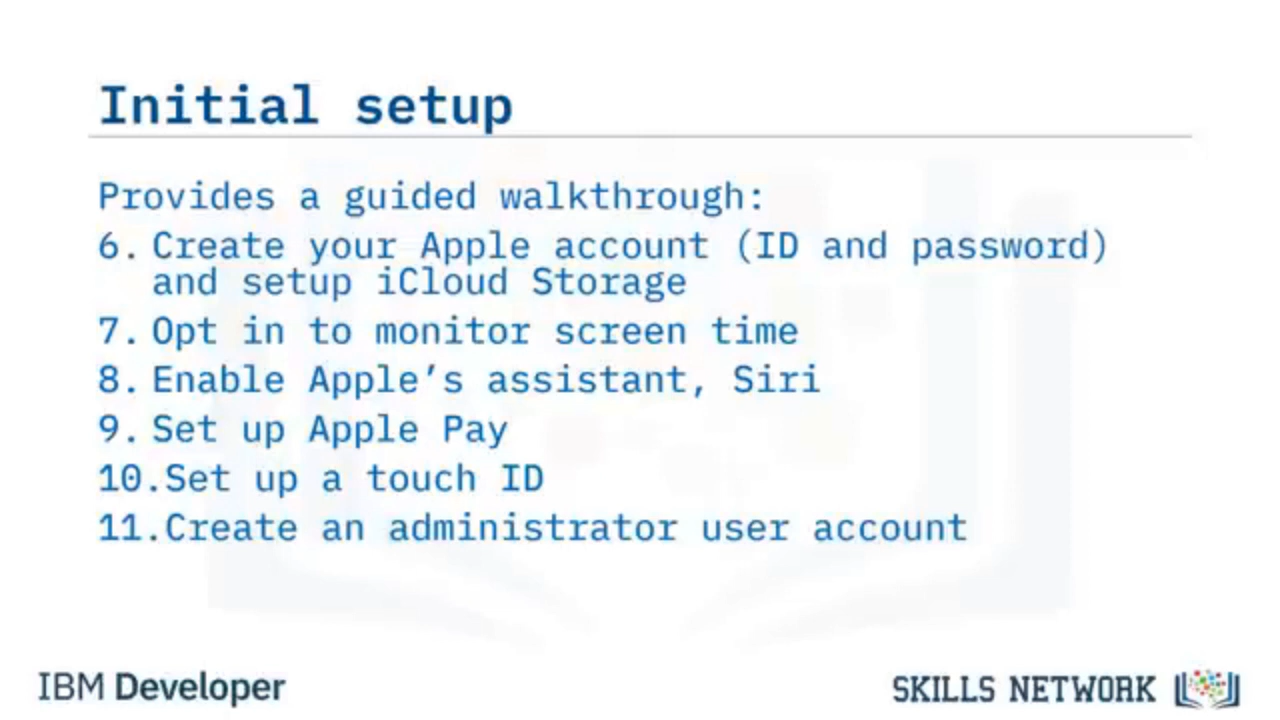 Initial setup
Provides a guided walkthrough:
6. Create your Apple account (ID and password)
and setup iCloud Storage
7. Opt in to monitor screen time
8. Enable Apple’s assistant, Siri
9. Set up Apple Pay
10.Set up a touch ID
11.Create an administrator user account
IBM Developer
SKILLS NETWORK